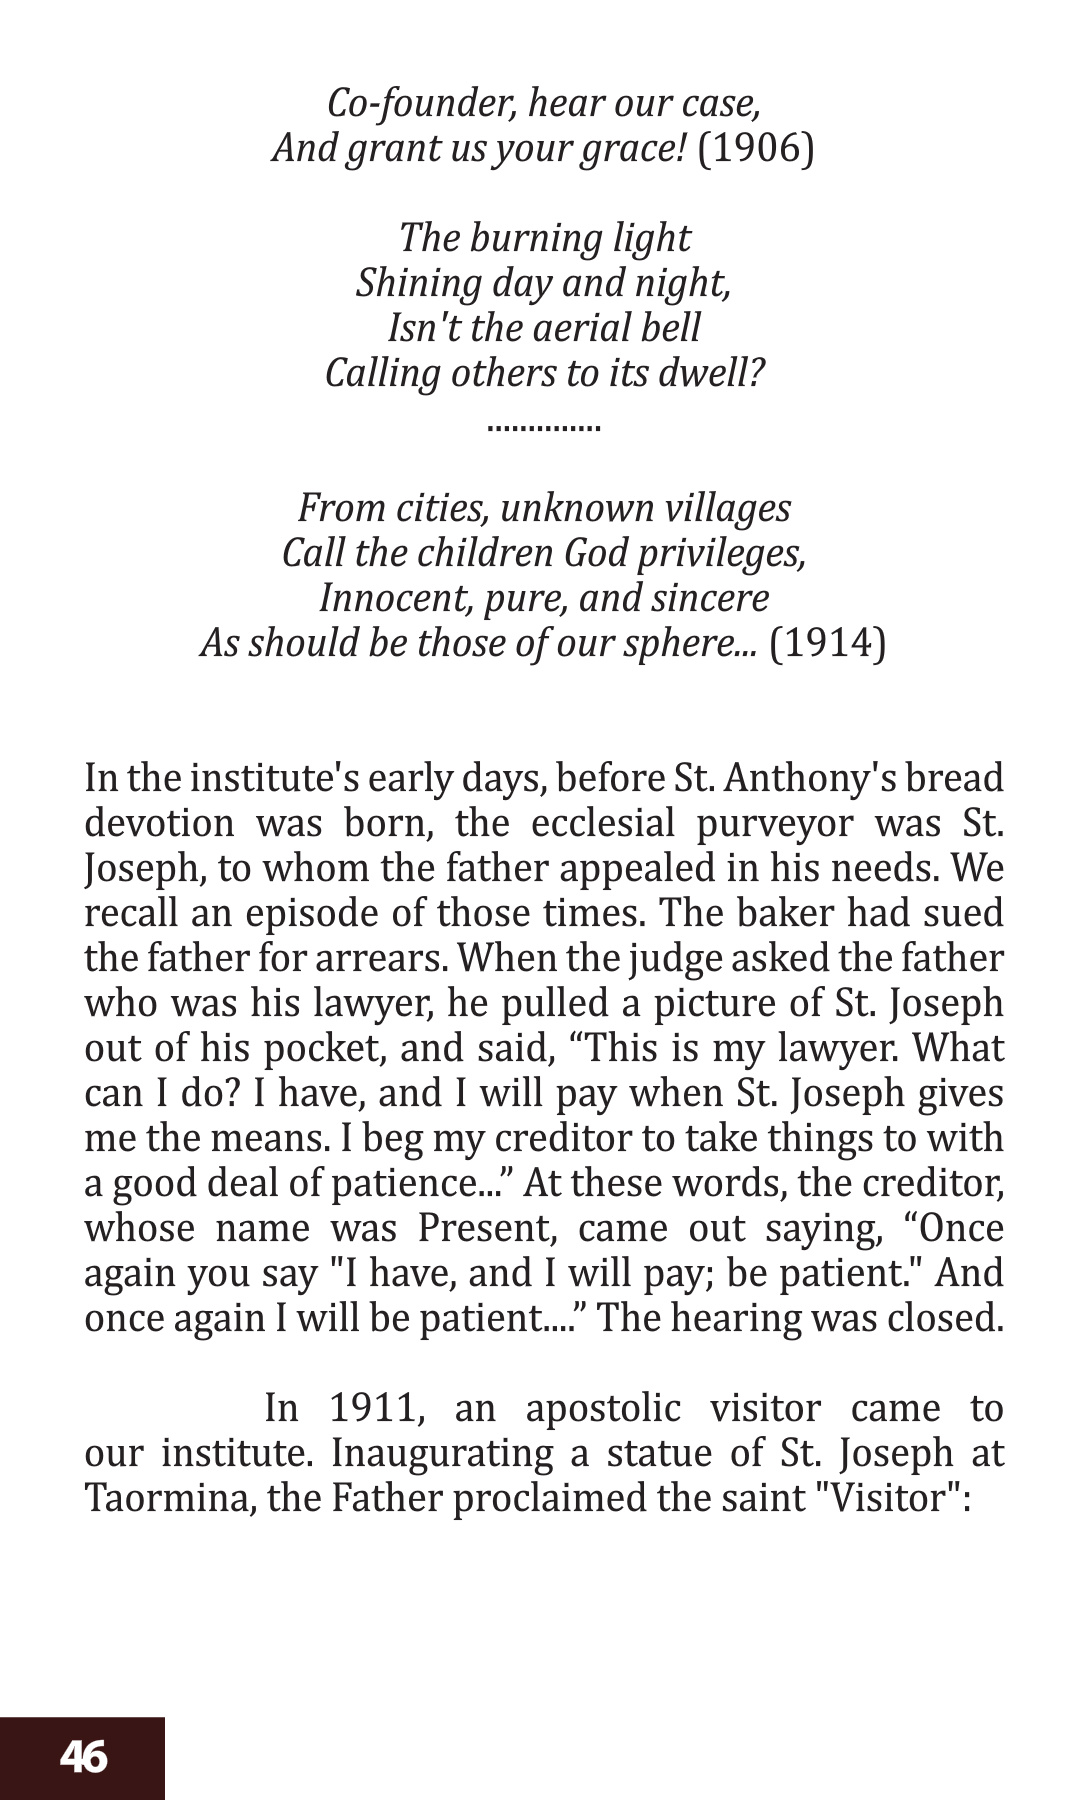 Co-founder, hear our case,
And grant us your grace! (1906)
The burning light
Shining day and night,
Isn't the aerial bell
Calling others to its dwell?
..............
From cities, unknown villages
Call the children God privileges,
Innocent, pure, and sincere
As should be those of our sphere... (1914)
In the institute's early days, before St. Anthony's bread
devotion was born, the ecclesial purveyor was St.
Joseph, to whom the father appealed in his needs. We
recall an episode of those times. The baker had sued
the father for arrears. When the judge asked the father
who was his lawyer, he pulled a picture of St. Joseph
out of his pocket, and said, “This is my lawyer. What
can I do? I have, and I will pay when St. Joseph gives
me the means. I beg my creditor to take things to with
a good deal of patience...” At these words, the creditor,
whose name was Present, came out saying, “Once
again you say "I have, and I will pay; be patient." And
once again I will be patient....” The hearing was closed.
In 1911, an apostolic visitor came to
our institute. Inaugurating a statue of St. Joseph at
Taormina, the Father proclaimed the saint "Visitor":
46